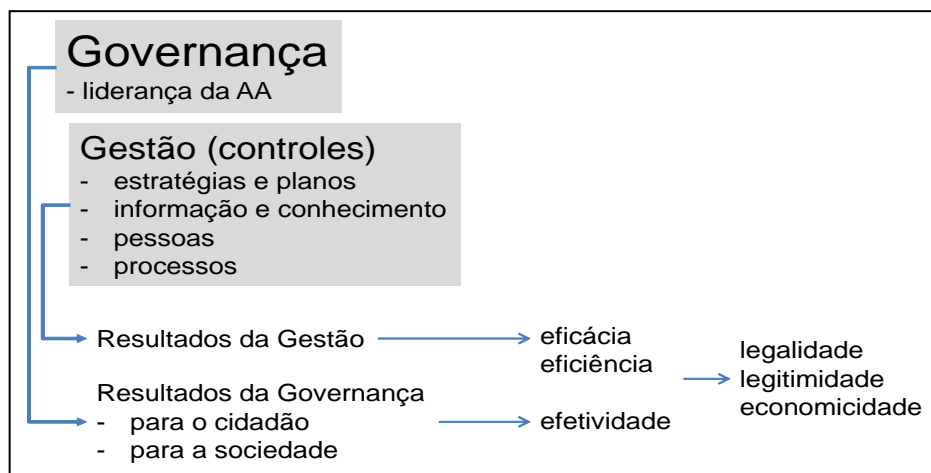 Governança
- liderança da AA
Gestão (controles)
- estratégias e planos
- informação e conhecimento
- pessoas
- processos
Resultados da Gestão
eficácia
eficiência
legalidade
legitimidade
economicidade
Resultados da Governança
- para o cidadão
- para a sociedade
efetividade